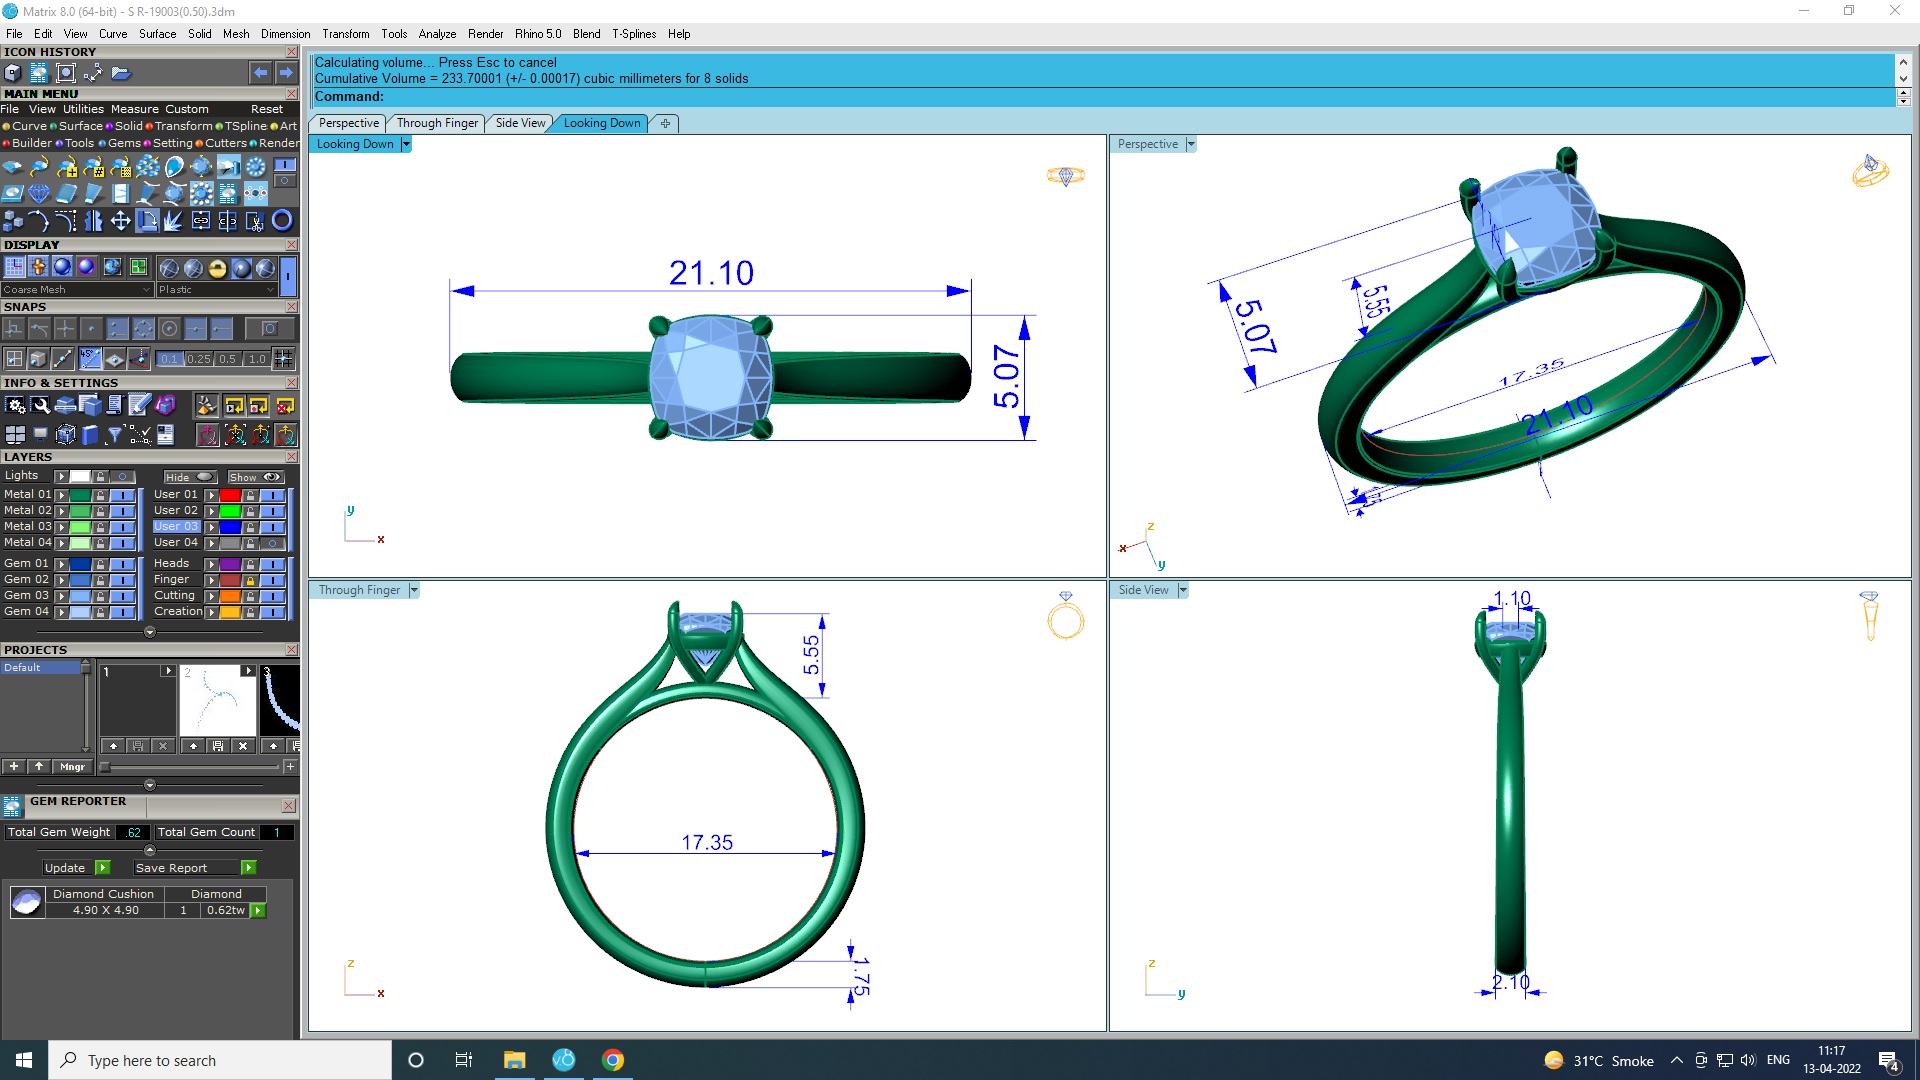 Matrix 8.0 (64-bit) - S R-19003(0.50).3dm
File Edit View Curve Surface Solid Mesh Dimension Transform Tools Analyze Render Rhino 5.0 Blend T-Splines Help
ICON HISTORY
Calculating volume... Press Esc to cancel
Cumulative Volume = 233.70001 (+/- 0.00017) cubic millimeters for 8 solids
Command:
MAIN MENU
File View Utilities Measure Custom Reset
Curve Surface Solid Transform TSpline Art
Builder Tools Gems Setting Cutters Render
Perspective Through Finger Side View Looking Down
Looking Down
21.10
5.07
x
y
Perspective
5.07
5.55
17.35
21.10
x
y
z
DISPLAY
Coarse Mesh Plastic
SNAPS
45°
0.1 0.25 0.5 1.0
INFO & SETTINGS
LAYERS
Lights Hide Show
Metal 01 User 01
Metal 02 User 02
Metal 03 User 03
Metal 04 User 04
Gem 01 Heads
Gem 02 Finger
Gem 03 Cutting
Gem 04 Creation
PROJECTS
Default
1 2 3
Mngr
GEM REPORTER
Total Gem Weight .62 Total Gem Count 1
Update Save Report
Diamond Cushion Diamond
4.90 X 4.90 1 0.62tw
Through Finger
5.55
17.35
1.75
z
x
Side View
1.10
2.10
z
y
Type here to search
31°C Smoke ENG
11:17
13-04-2022
4